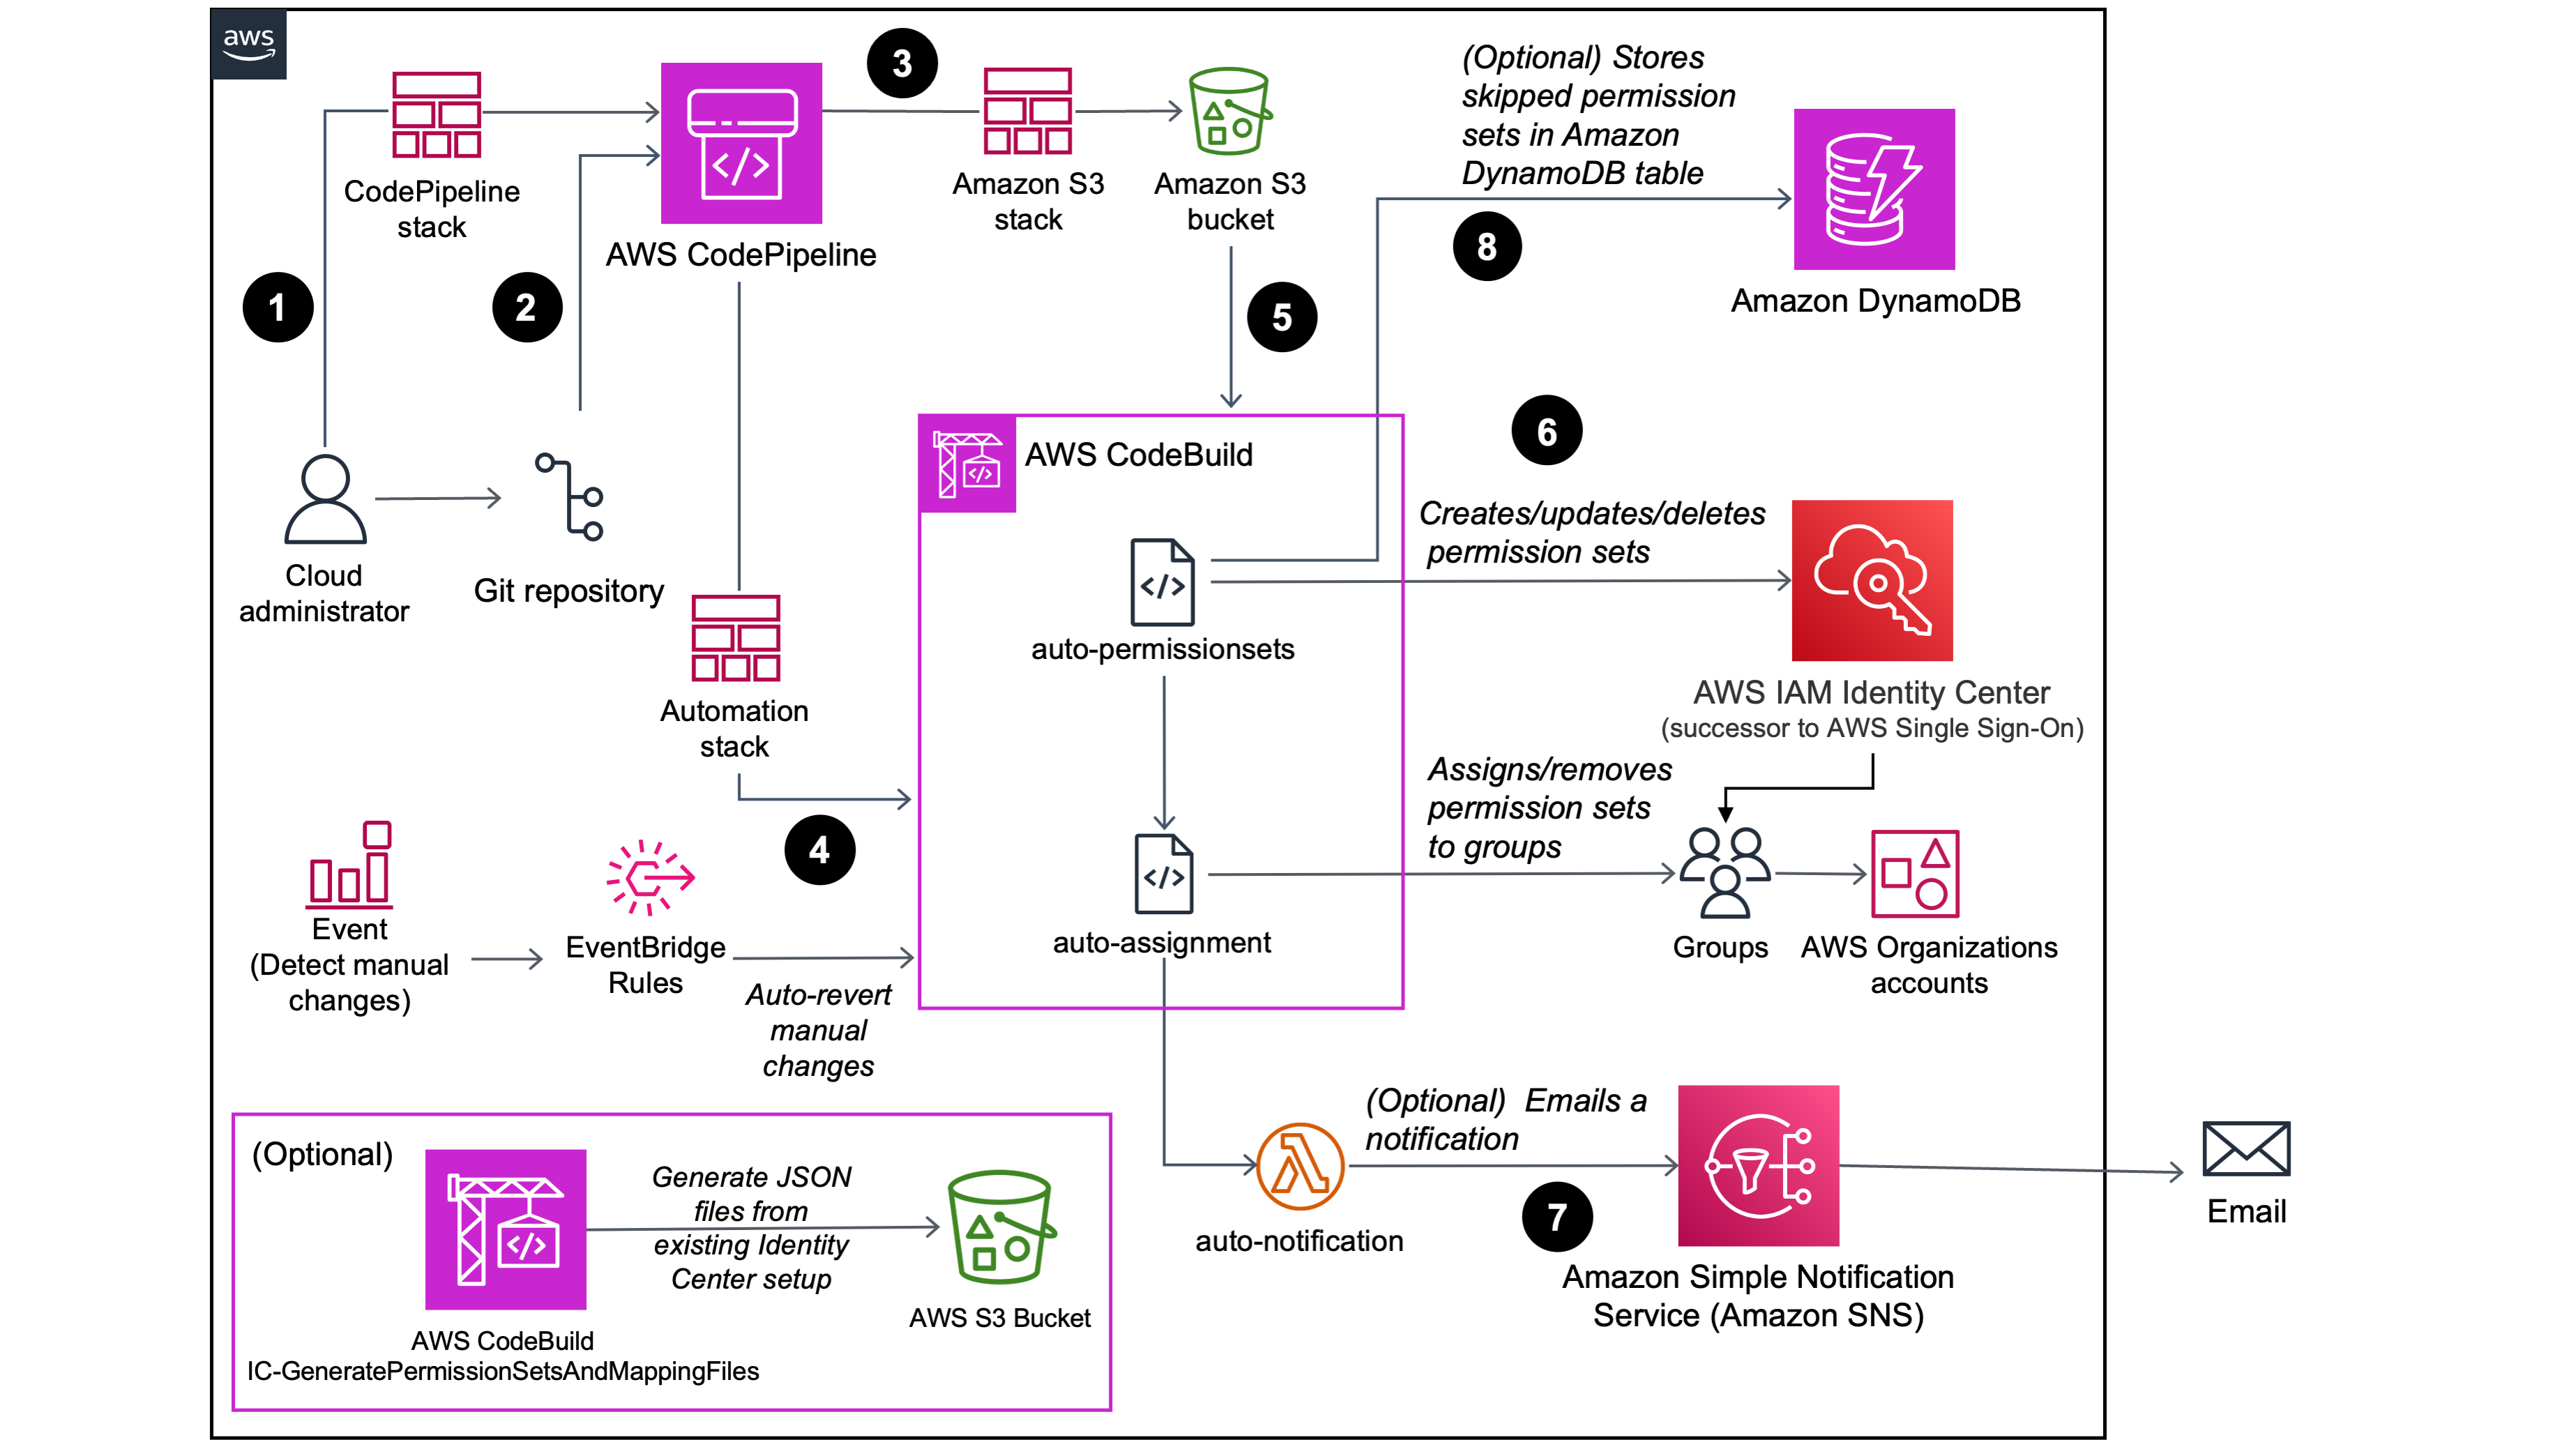 aws
3
(Optional) Stores
skipped permission
sets in Amazon
DynamoDB table
CodePipeline
stack
Amazon S3
stack
Amazon S3
bucket
AWS CodePipeline
8
Amazon DynamoDB
1
2
5
6
AWS CodeBuild
Creates/updates/deletes
permission sets
Cloud
administrator
Git repository
</>
auto-permissionsets
AWS IAM Identity Center
(successor to AWS Single Sign-On)
Automation
stack
Assigns/removes
permission sets
to groups
4
</>
auto-assignment
Groups
AWS Organizations
accounts
Event
(Detect manual
changes)
EventBridge
Rules
Auto-revert
manual
changes
(Optional) Emails a
notification
(Optional)
Generate JSON
files from
existing Identity
Center setup
</>
AWS CodeBuild
IC-GeneratePermissionSetsAndMappingFiles
AWS S3 Bucket
auto-notification
7
Amazon Simple Notification
Service (Amazon SNS)
Email